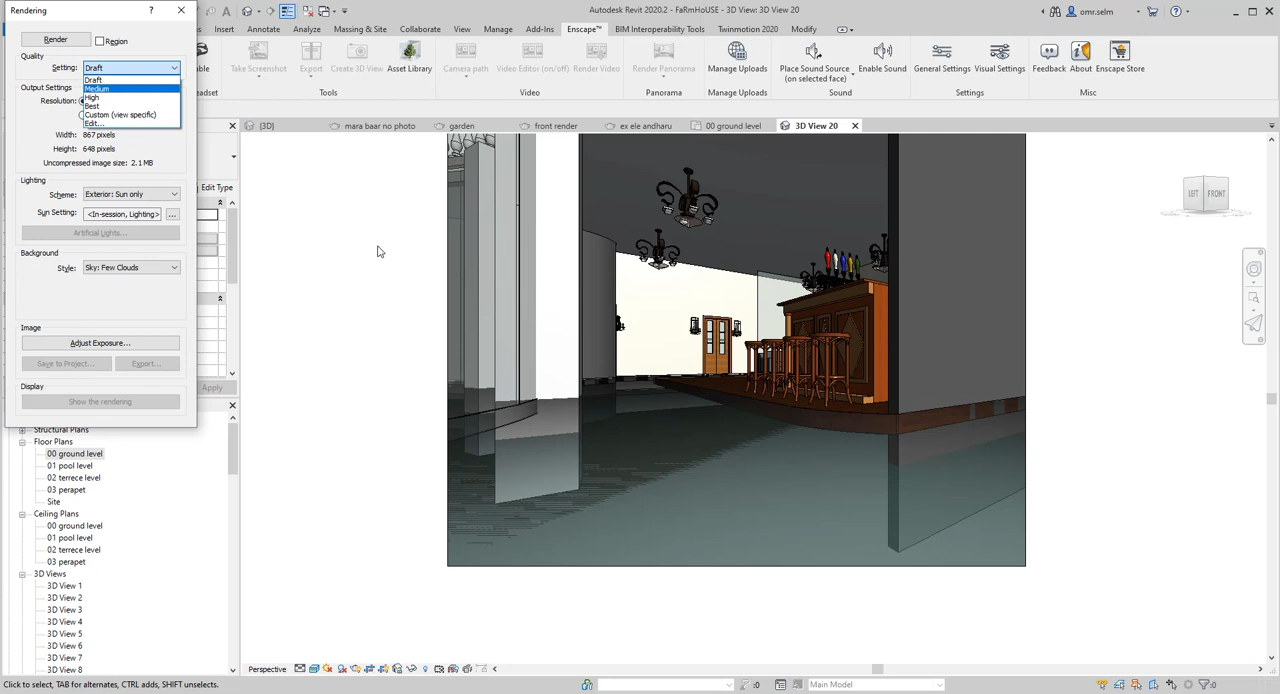 Rendering
?
Autodesk Revit 2020.2 - FaRmHoUSE - 3D View: 3D View 20
omr.selm
Insert
Annotate
Analyze
Massing & Site
Collaborate
View
Manage
Add-Ins
Enscape™
BIM Interoperability Tools
Twinmotion 2020
Modify
Render
Region
Quality
Setting:
Draft
Draft
Medium
High
Best
Custom (view specific)
Edit...
Take Screenshot
Export
Create 3D View
Asset Library
Camera path
Video Editor (on/off)
Render Video
Render Panorama
Manage Uploads
Place Sound Source
(on selected face)
Enable Sound
General Settings
Visual Settings
Feedback
About
Enscape Store
Tools
Video
Panorama
Manage Uploads
Sound
Settings
Misc
Output Settings
Resolution:
Width:
867 pixels
Height:
648 pixels
Uncompressed image size:
2.1 MB
{3D}
mara baar no photo
garden
front render
ex ele andharu
00 ground level
3D View 20
Lighting
Edit Type
Scheme:
Exterior: Sun only
Sun Setting:
<In-session, Lighting>
...
Artificial Lights...
LEFT
FRONT
Background
Style:
Sky: Few Clouds
Image
Adjust Exposure...
Save to Project...
Export...
Display
Apply
Show the rendering
Structural Plans
Floor Plans
00 ground level
01 pool level
02 terrece level
03 perapet
Site
Ceiling Plans
00 ground level
01 pool level
02 terrece level
03 perapet
3D Views
3D View 1
3D View 2
3D View 3
3D View 4
3D View 5
3D View 6
3D View 7
3D View 8
Perspective
Click to select, TAB for alternates, CTRL adds, SHIFT unselects.
:0
Main Model
:0